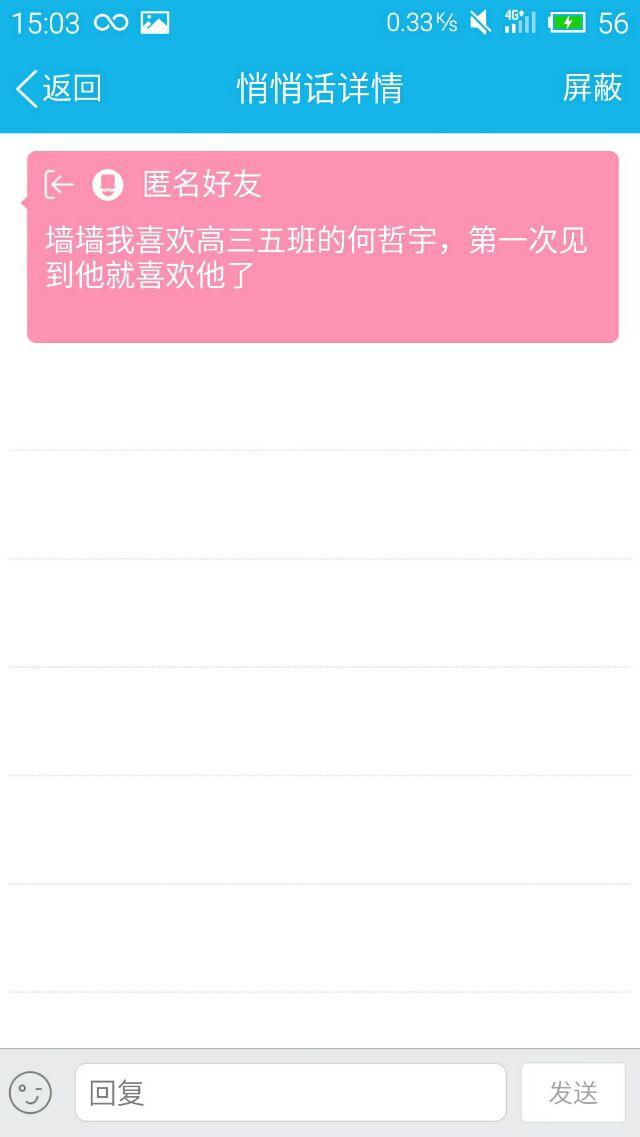 15:03 0.33K/s 4G 56
返回 悄悄话详情 屏蔽
匿名好友
墙墙我喜欢高三五班的何哲宇，第一次见
到他就喜欢他了
回复 发送